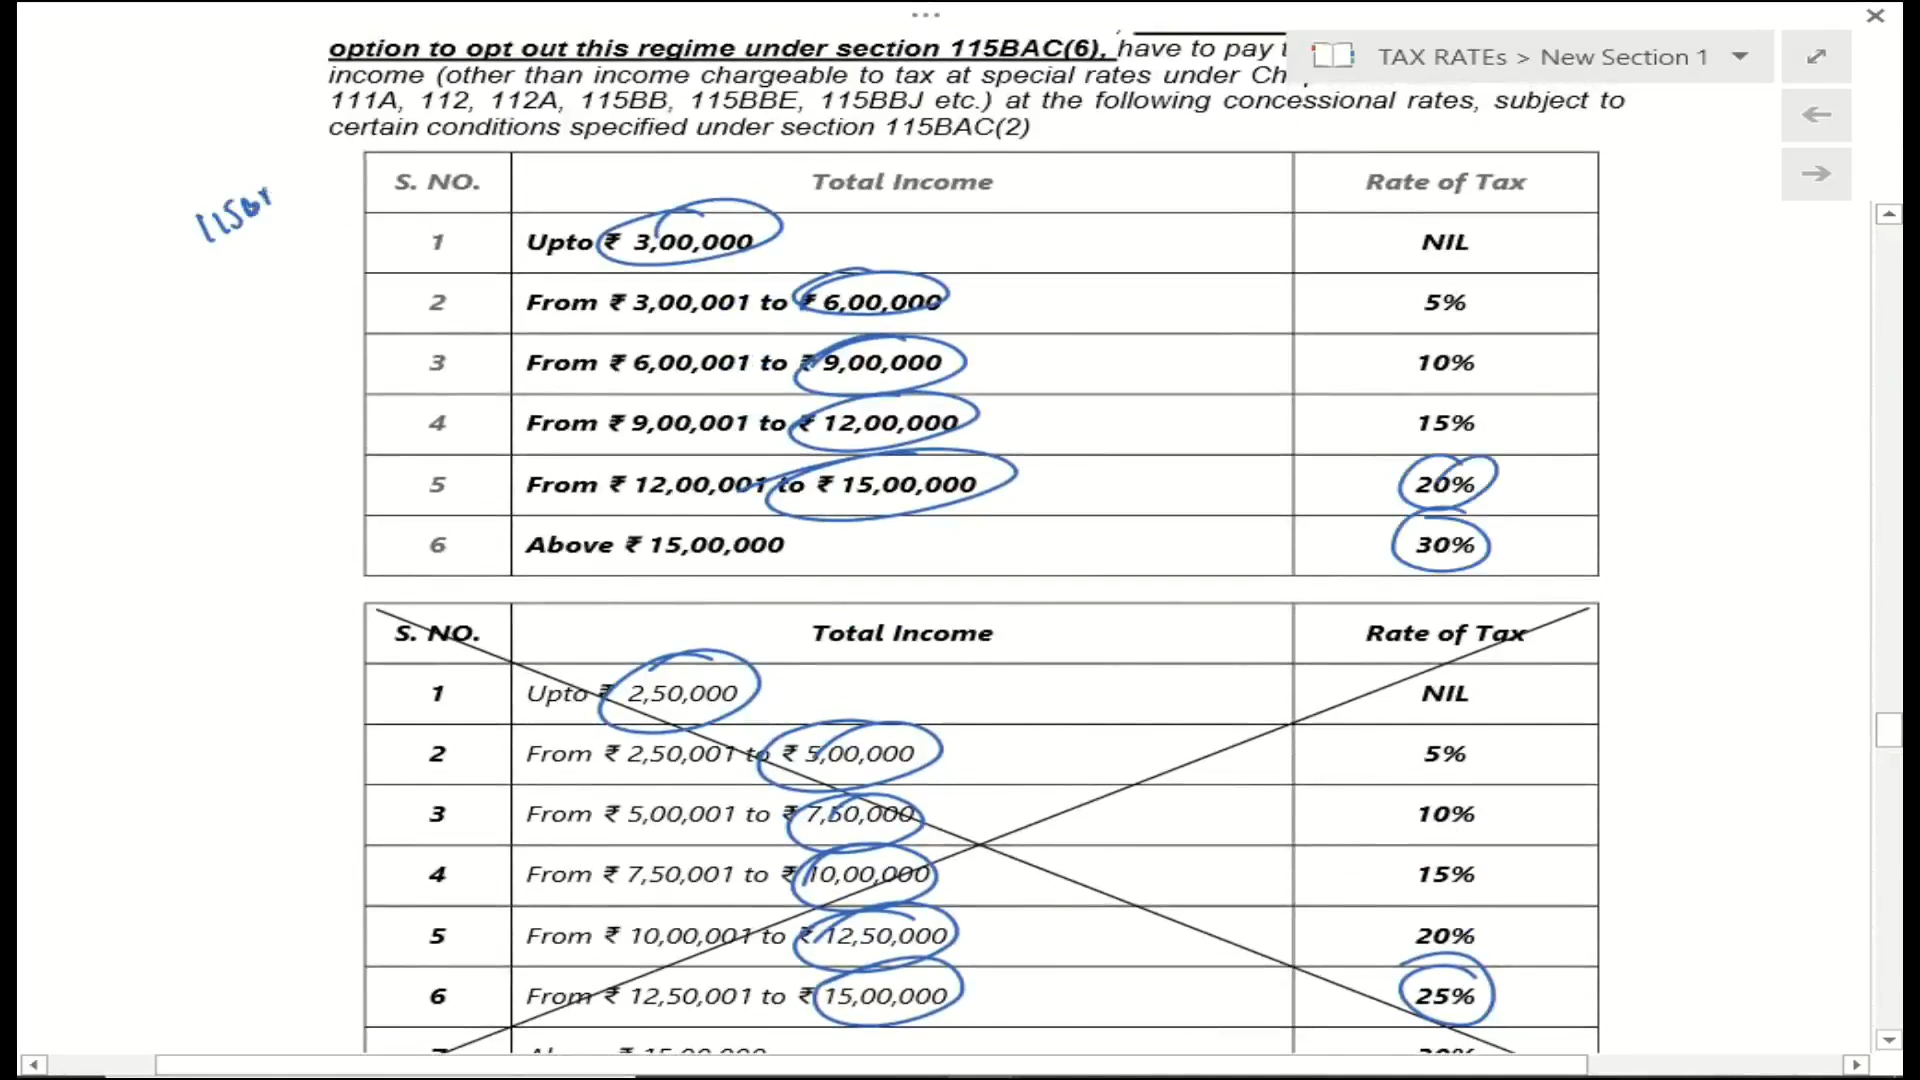 option to opt out this regime under section 115BAC(6), have to pay
TAX RATEs > New Section 1
income (other than income chargeable to tax at special rates under
111A, 112, 112A, 115BB, 115BBE, 115BBJ etc.) at the following concessional rates, subject to
certain conditions specified under section 115BAC(2)
S. NO. Total Income Rate of Tax
1 Upto ₹ 3,00,000 NIL
2 From ₹ 3,00,001 to ₹ 6,00,000 5%
3 From ₹ 6,00,001 to ₹ 9,00,000 10%
4 From ₹ 9,00,001 to ₹ 12,00,000 15%
5 From ₹ 12,00,001 to ₹ 15,00,000 20%
6 Above ₹ 15,00,000 30%
S. NO. Total Income Rate of Tax
1 Upto ₹ 2,50,000 NIL
2 From ₹ 2,50,001 to ₹ 5,00,000 5%
3 From ₹ 5,00,001 to ₹ 7,50,000 10%
4 From ₹ 7,50,001 to ₹ 10,00,000 15%
5 From ₹ 10,00,001 to ₹ 12,50,000 20%
6 From ₹ 12,50,001 to ₹ 15,00,000 25%